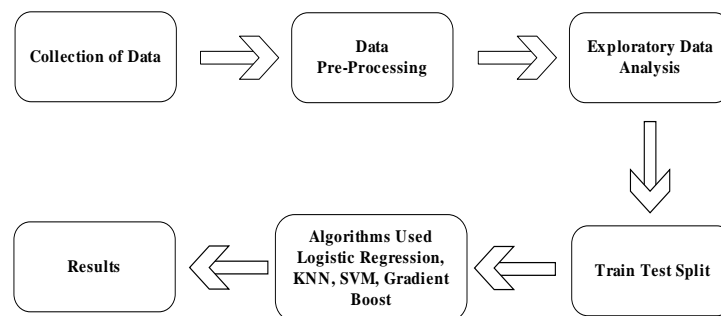 Collection of Data
Data
Pre-Processing
Exploratory Data
Analysis
Train Test Split
Algorithms Used
Logistic Regression,
KNN, SVM, Gradient
Boost
Results